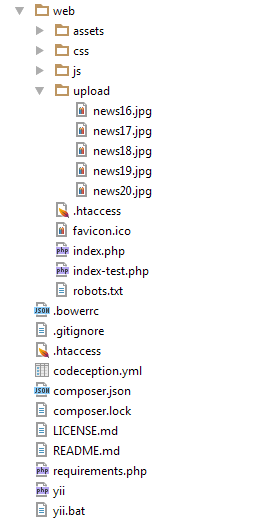 web
assets
css
js
upload
news16.jpg
news17.jpg
news18.jpg
news19.jpg
news20.jpg
.htaccess
favicon.ico
index.php
index-test.php
robots.txt
.bowerrc
.gitignore
.htaccess
codeception.yml
composer.json
composer.lock
LICENSE.md
README.md
requirements.php
yii
yii.bat